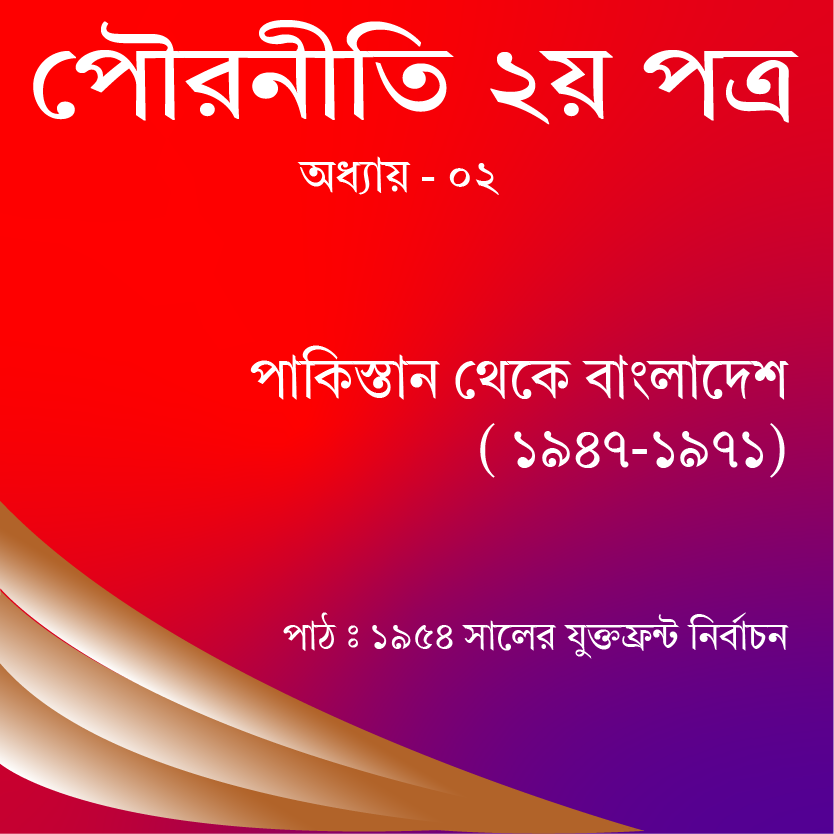 পৌরনীতি ২য় পত্র
অধ্যায় - ০২
পাকিস্তান থেকে বাংলাদেশ
( ১৯৪৭-১৯৭১)
পাঠ ঃ ১৯৫৪ সালের যুক্তফ্রন্ট নির্বাচন